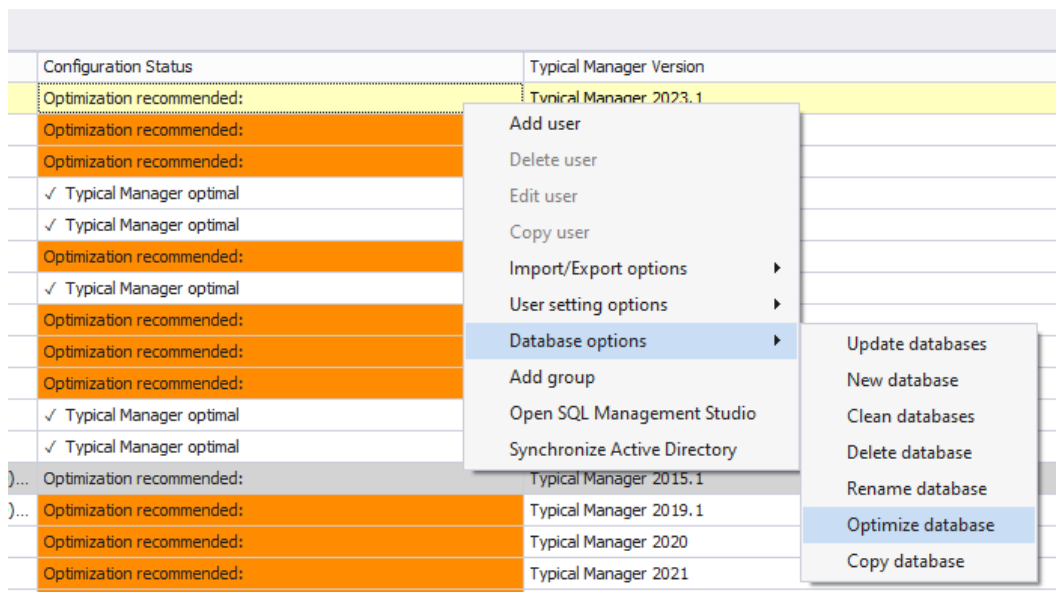 Configuration Status Typical Manager Version
Optimization recommended: Typical Manager 2023.1
Optimization recommended:
Optimization recommended:
✓ Typical Manager optimal
✓ Typical Manager optimal
Optimization recommended:
✓ Typical Manager optimal
Optimization recommended:
Optimization recommended:
Optimization recommended:
✓ Typical Manager optimal
✓ Typical Manager optimal
)... Optimization recommended: Typical Manager 2015.1
)... Optimization recommended: Typical Manager 2019.1
Optimization recommended: Typical Manager 2020
Optimization recommended: Typical Manager 2021
Add user
Delete user
Edit user
Copy user
Import/Export options
User setting options
Database options
Add group
Open SQL Management Studio
Synchronize Active Directory
Update databases
New database
Clean databases
Delete database
Rename database
Optimize database
Copy database